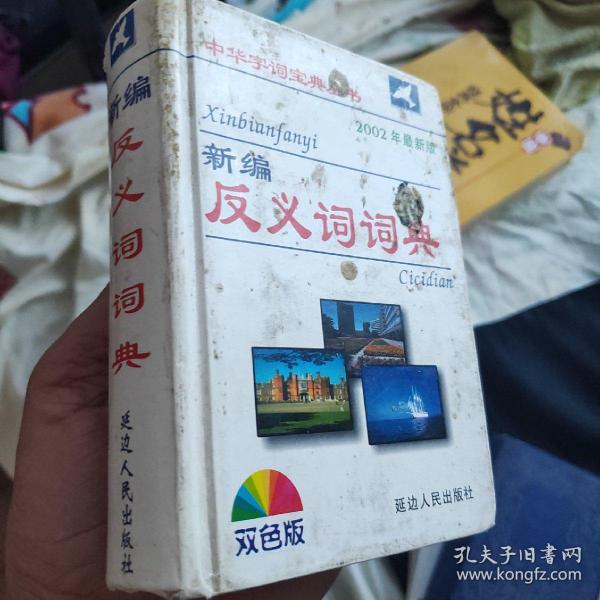 中华字词宝典丛书
Xinbianfanyi
2002年最新版
新编
反义词词典
Cicidian
双色版
延边人民出版社
新编
反义词词典
延边人民出版社
孔夫子旧书网
www.kongfz.com